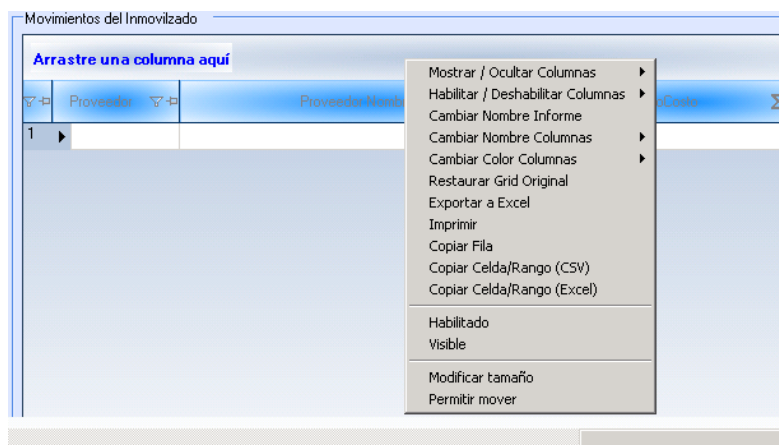 Movimientos del Inmovilzado
Arrastre una columna aquí
Proveedor
1
Mostrar / Ocultar Columnas
Habilitar / Deshabilitar Columnas
Cambiar Nombre Informe
Cambiar Nombre Columnas
Cambiar Color Columnas
Restaurar Grid Original
Exportar a Excel
Imprimir
Copiar Fila
Copiar Celda/Rango (CSV)
Copiar Celda/Rango (Excel)
Habilitado
Visible
Modificar tamaño
Permitir mover